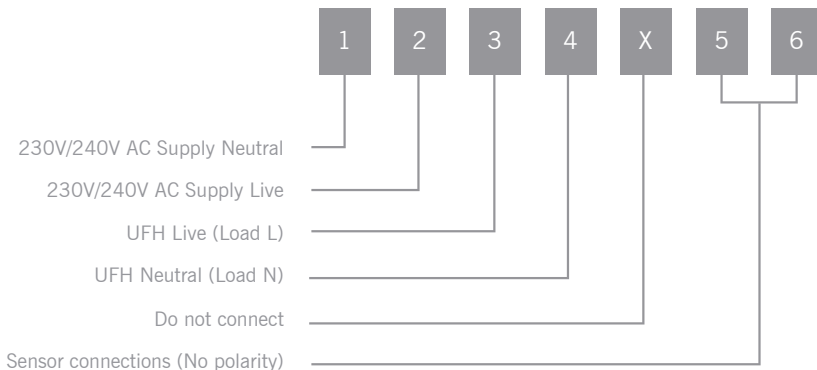 1 2 3 4 X 5 6
230V/240V AC Supply Neutral
230V/240V AC Supply Live
UFH Live (Load L)
UFH Neutral (Load N)
Do not connect
Sensor connections (No polarity)